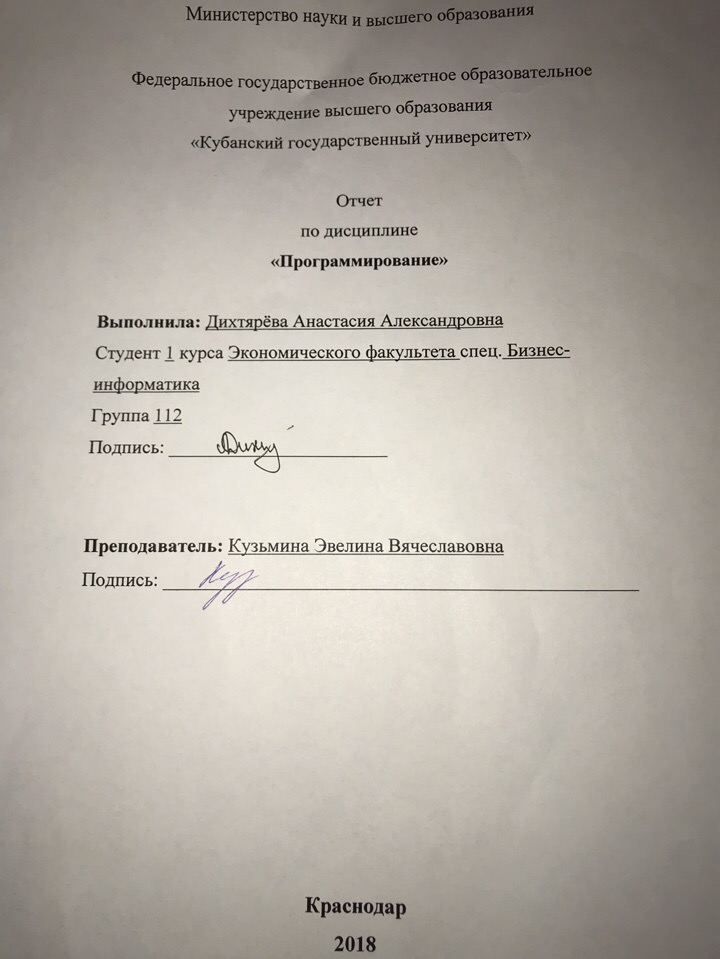 Министерство науки и высшего образования
Федеральное государственное бюджетное образовательное
учреждение высшего образования
«Кубанский государственный университет»
Отчет
по дисциплине
«Программирование»
Выполнила: Дихтярёва Анастасия Александровна
Студент 1 курса Экономического факультета спец. Бизнес-
информатика
Группа 112
Подпись:
Преподаватель: Кузьмина Эвелина Вячеславовна
Подпись:
Краснодар
2018